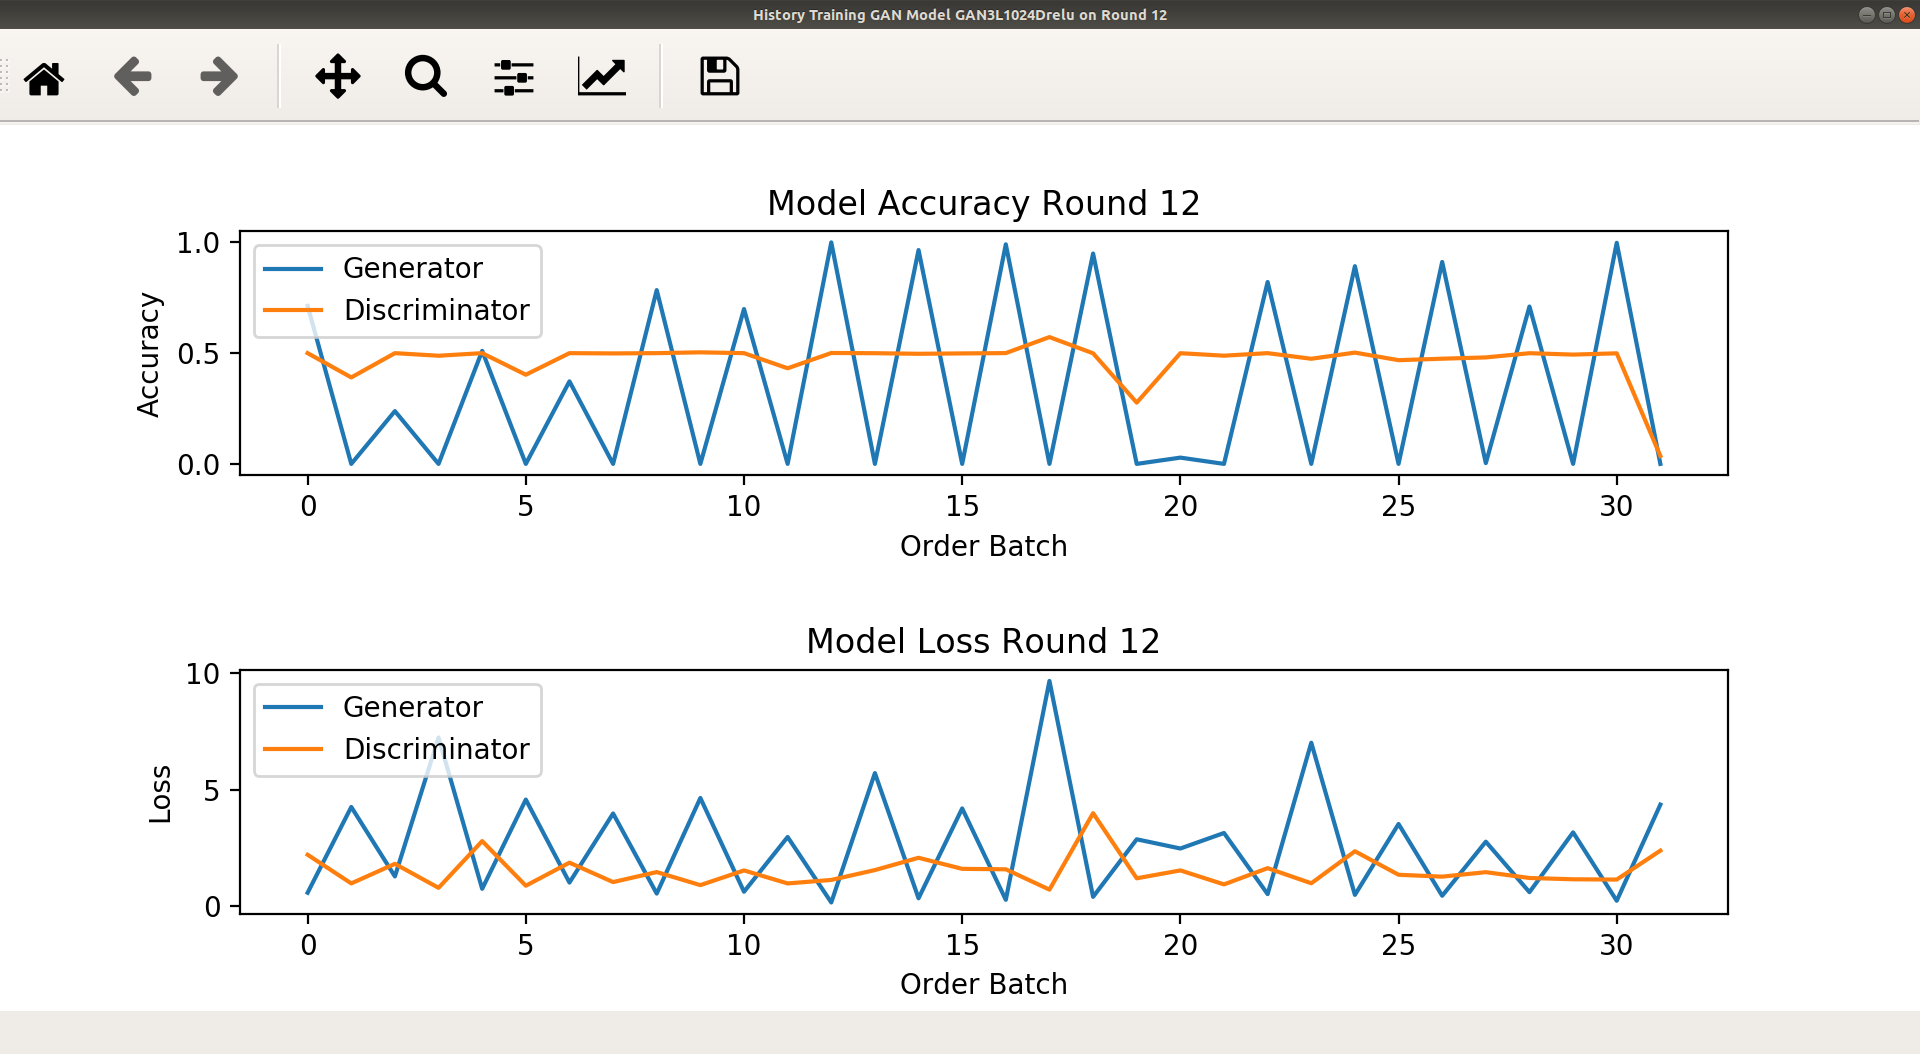 History Training GAN Model GAN3L1024Drelu on Round 12
Model Accuracy Round 12
1.0
0.5
0.0
Accuracy
Generator
Discriminator
0 5 10 15 20 25 30
Order Batch
Model Loss Round 12
10
5
0
Loss
Generator
Discriminator
0 5 10 15 20 25 30
Order Batch